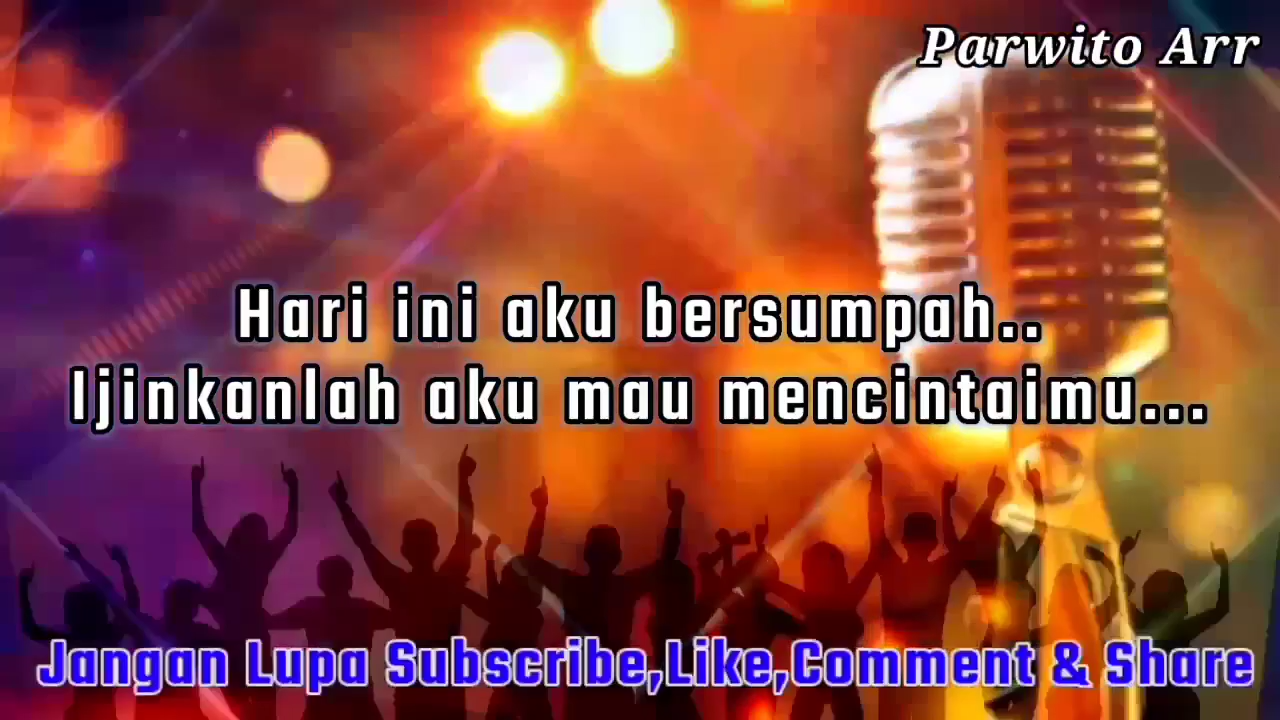 Parwito Arr
Hari ini aku bersumpah..
Ijinkanlah aku mau mencintaimu...
Jangan Lupa Subscribe,Like,Comment & Share